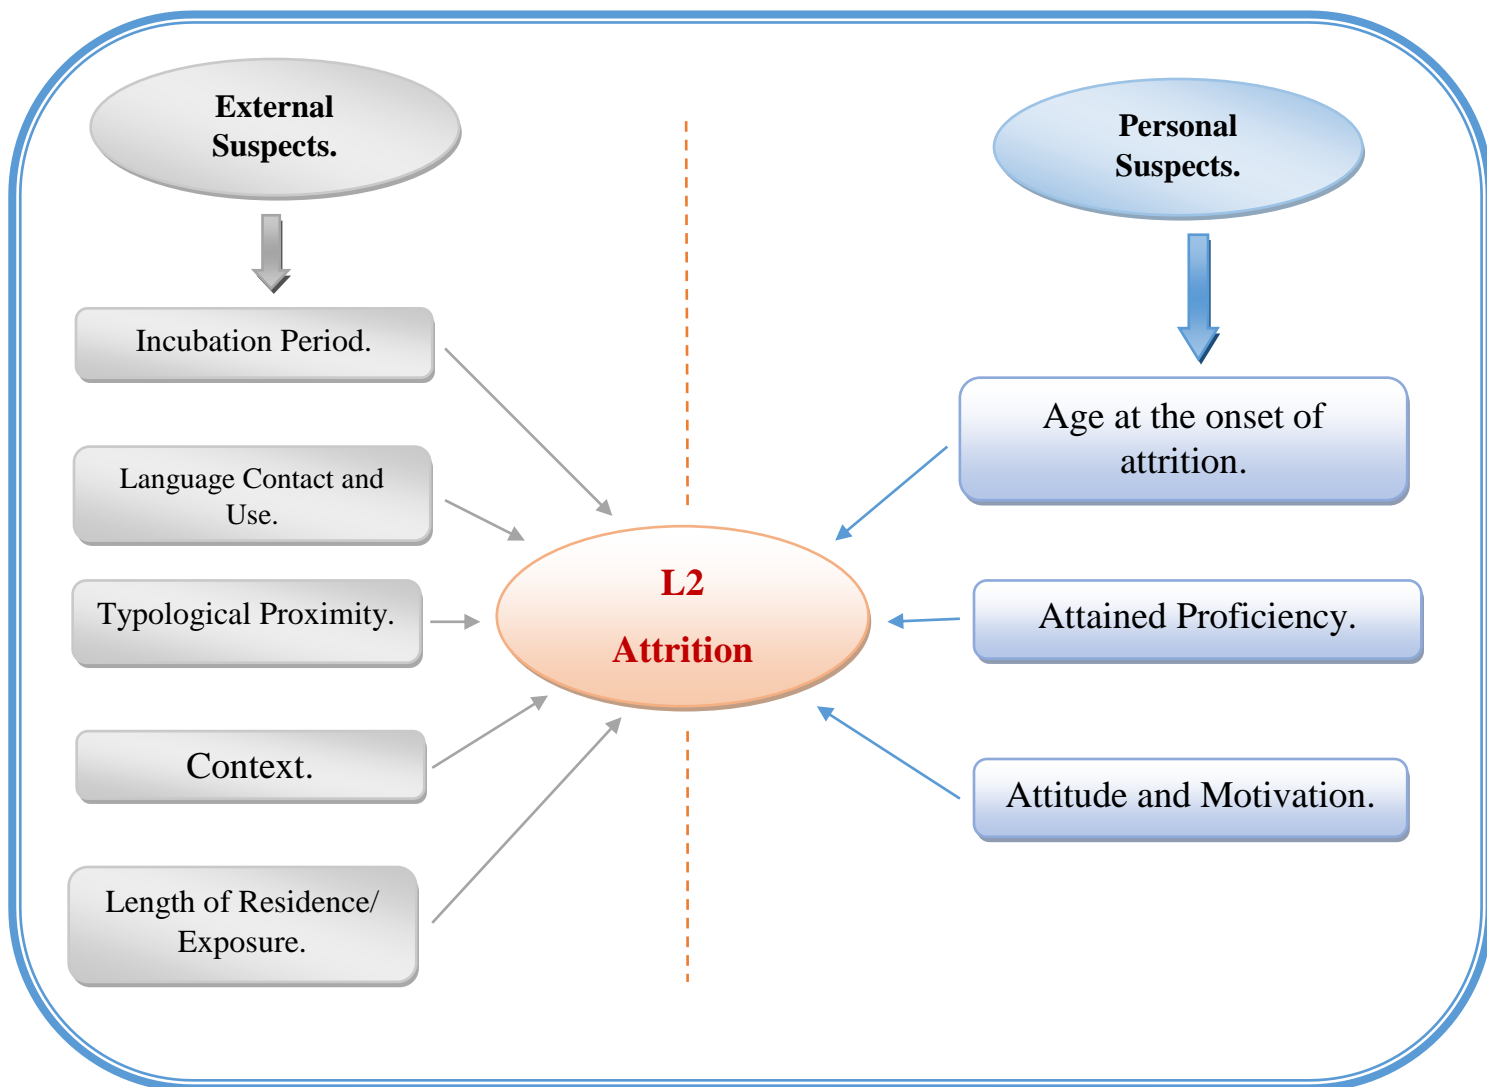 External
Suspects.
Incubation Period.
Language Contact and
Use.
Typological Proximity.
Context.
Length of Residence/
Exposure.
L2
Attrition
Personal
Suspects.
Age at the onset of
attrition.
Attained Proficiency.
Attitude and Motivation.